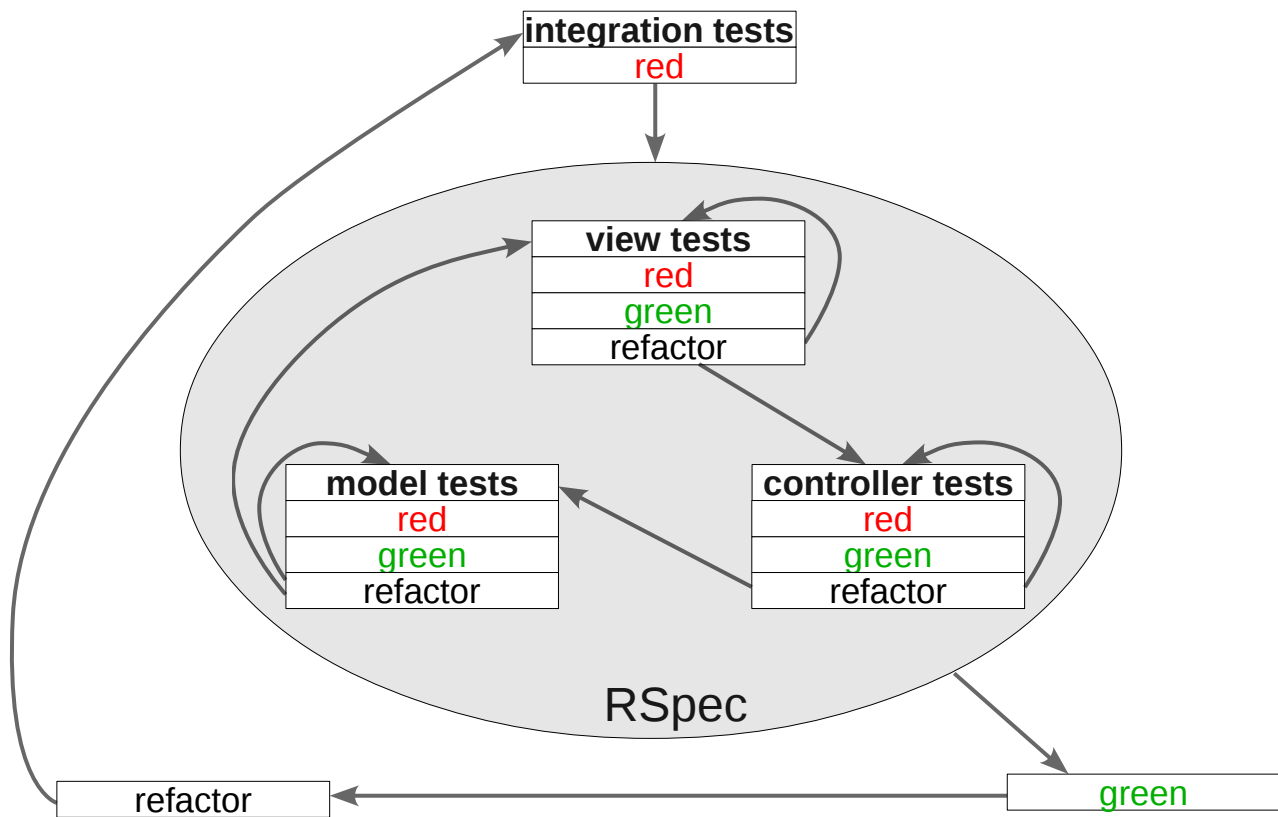 integration tests
red
view tests
red
green
refactor
model tests
red
green
refactor
controller tests
red
green
refactor
RSpec
refactor
green